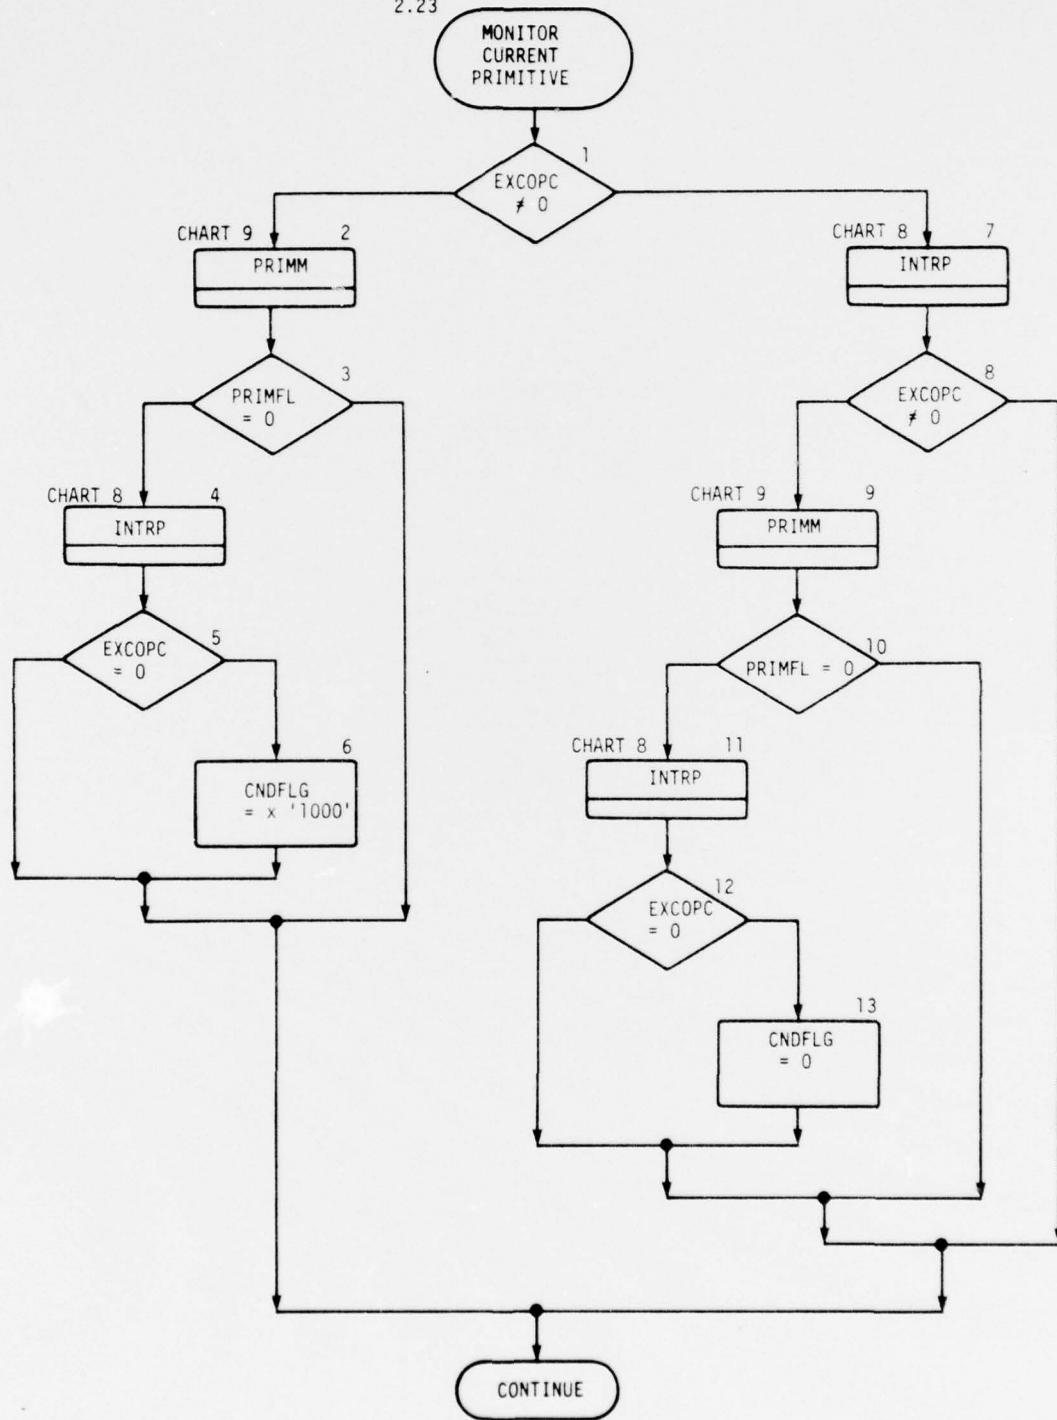 2.23
MONITOR
CURRENT
PRIMITIVE
1
EXCOPC
≠ 0
CHART 9 2
PRIMM
CHART 8 7
INTRP
3
PRIMFL
= 0
8
EXCOPC
≠ 0
CHART 8 4
INTRP
CHART 9 9
PRIMM
5
EXCOPC
= 0
10
PRIMFL = 0
6
CNDFLG
= x '1000'
CHART 8 11
INTRP
12
EXCOPC
= 0
13
CNDFLG
= 0
CONTINUE